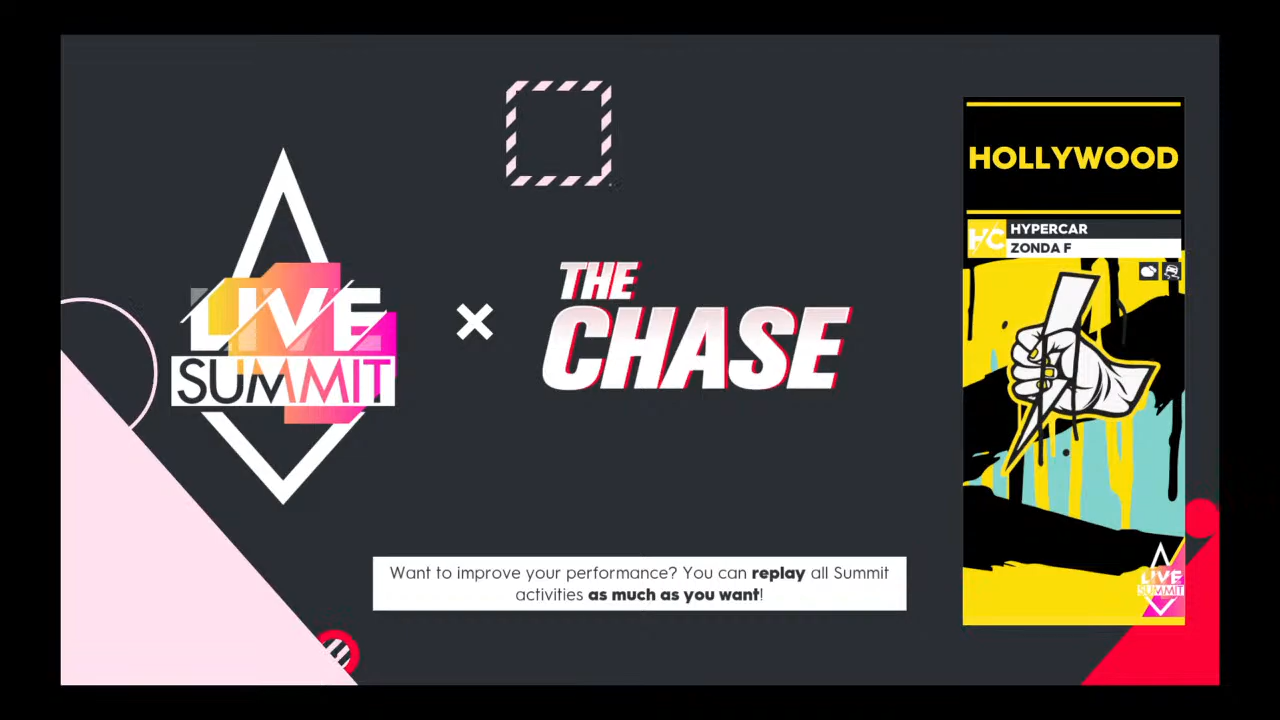 LIVE
SUMMIT
×
THE
CHASE
Want to improve your performance? You can replay all Summit
activities as much as you want!
HOLLYWOOD
HC
HYPERCAR
ZONDA F
LIVE
SUMMIT